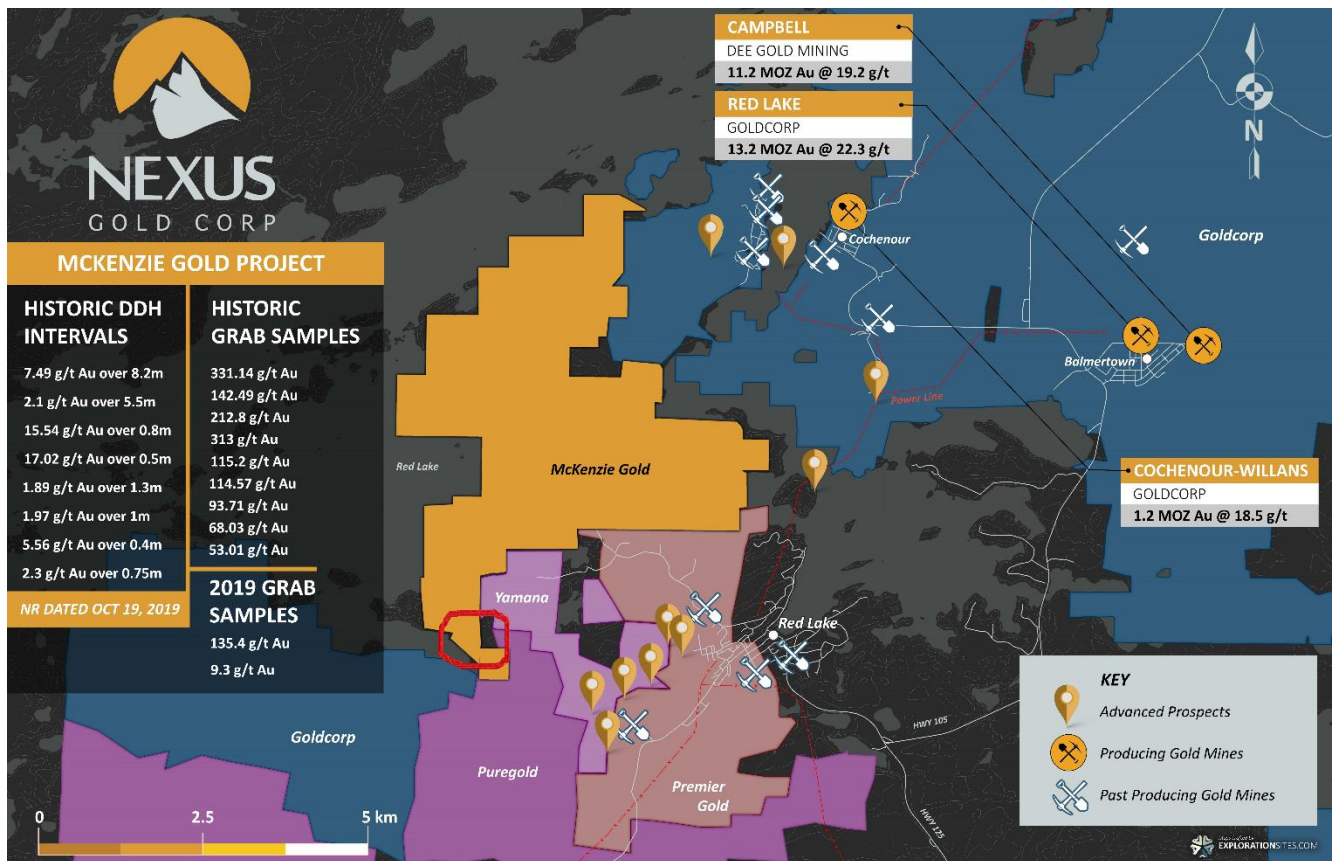 NEXUS
GOLD CORP
MCKENZIE GOLD PROJECT
HISTORIC DDH
INTERVALS
7.49 g/t Au over 8.2m
2.1 g/t Au over 5.5m
15.54 g/t Au over 0.8m
17.02 g/t Au over 0.5m
1.89 g/t Au over 1.3m
1.97 g/t Au over 1m
5.56 g/t Au over 0.4m
2.3 g/t Au over 0.75m
NR DATED OCT 19, 2019
HISTORIC
GRAB SAMPLES
331.14 g/t Au
142.49 g/t Au
212.8 g/t Au
313 g/t Au
115.2 g/t Au
114.57 g/t Au
93.71 g/t Au
68.03 g/t Au
53.01 g/t Au
2019 GRAB
SAMPLES
135.4 g/t Au
9.3 g/t Au
CAMPBELL
DEE GOLD MINING
11.2 MOZ Au @ 19.2 g/t
RED LAKE
GOLDCORP
13.2 MOZ Au @ 22.3 g/t
N
Cochenour
Goldcorp
Balmertown
Power Line
Red Lake
McKenzie Gold
COCHENOUR-WILLANS
GOLDCORP
1.2 MOZ Au @ 18.5 g/t
Yamana
Red Lake
Goldcorp
Puregold
Premier
Gold
HWY 105
HWY 125
KEY
Advanced Prospects
Producing Gold Mines
Past Producing Gold Mines
0
2.5
5 km
EXPLORATIONSITES.COM